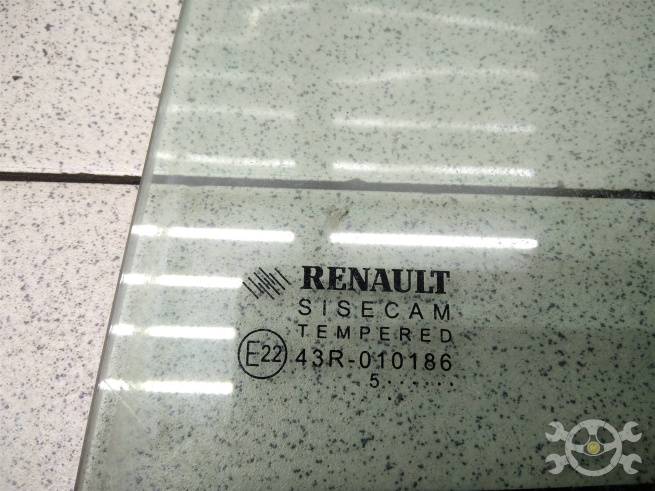 RENAULT
SISECAM
TEMPERED
E22 43R-010186
5......
.